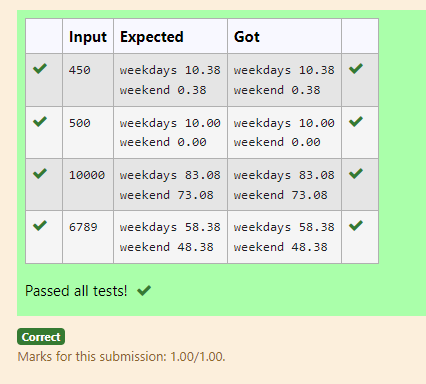 Input Expected Got
450 weekdays 10.38 weekdays 10.38
weekend 0.38 weekend 0.38
500 weekdays 10.00 weekdays 10.00
weekend 0.00 weekend 0.00
10000 weekdays 83.08 weekdays 83.08
weekend 73.08 weekend 73.08
6789 weekdays 58.38 weekdays 58.38
weekend 48.38 weekend 48.38
Passed all tests!
Correct
Marks for this submission: 1.00/1.00.